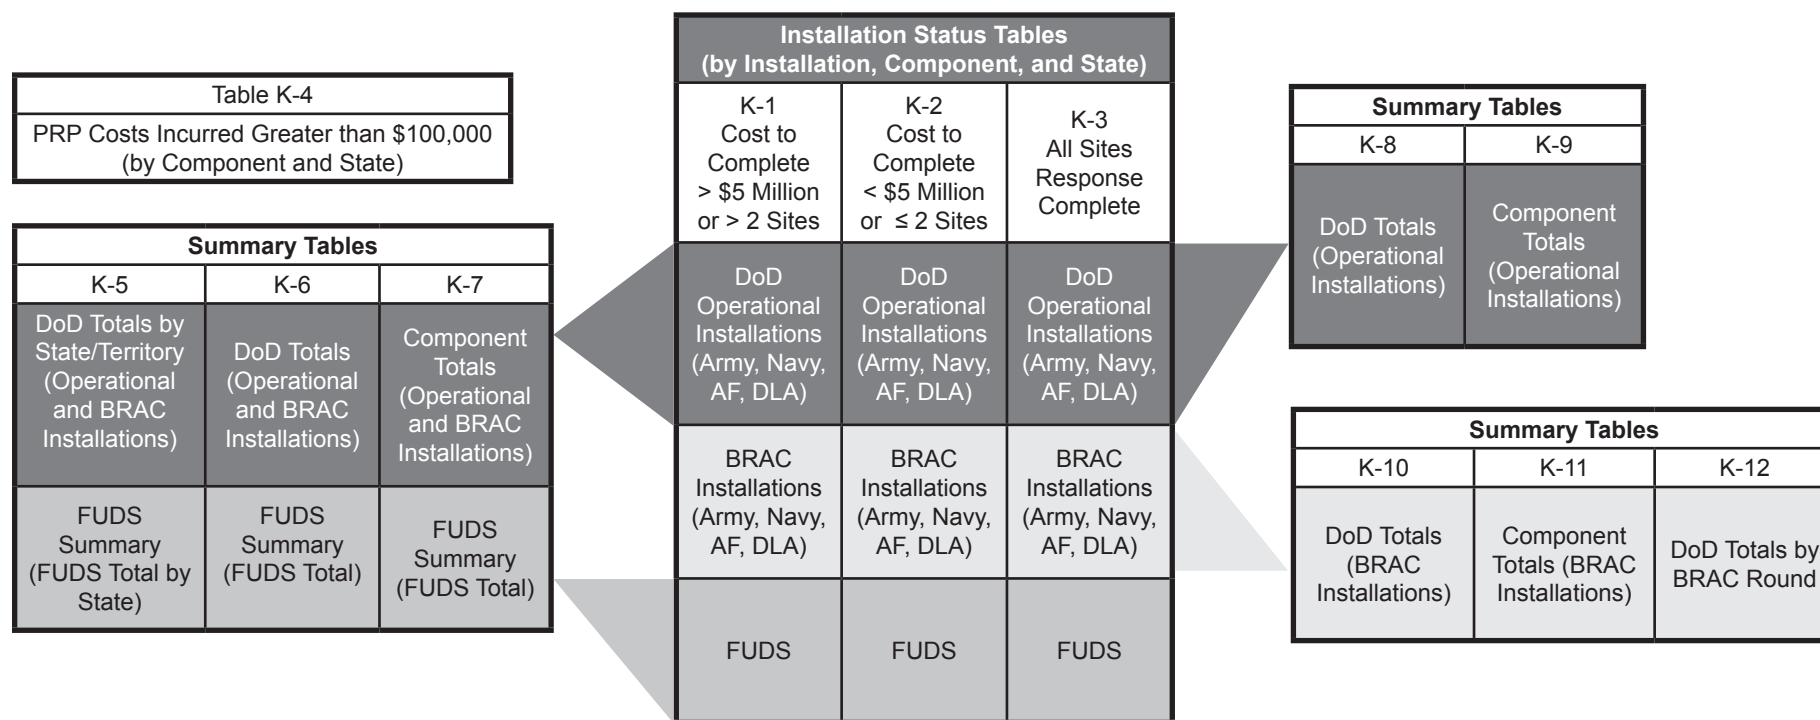 Table K-4
PRP Costs Incurred Greater than $100,000
(by Component and State)
Summary Tables
K-5
K-6
K-7
DoD Totals by
State/Territory
(Operational
and BRAC
Installations)
DoD Totals
(Operational
and BRAC
Installations)
Component
Totals
(Operational
and BRAC
Installations)
FUDS
Summary
(FUDS Total by
State)
FUDS
Summary
(FUDS Total)
FUDS
Summary
(FUDS Total)
Installation Status Tables
(by Installation, Component, and State)
K-1
Cost to
Complete
> $5 Million
or > 2 Sites
K-2
Cost to
Complete
< $5 Million
or ≤ 2 Sites
K-3
All Sites
Response
Complete
DoD
Operational
Installations
(Army, Navy,
AF, DLA)
DoD
Operational
Installations
(Army, Navy,
AF, DLA)
DoD
Operational
Installations
(Army, Navy,
AF, DLA)
BRAC
Installations
(Army, Navy,
AF, DLA)
BRAC
Installations
(Army, Navy,
AF, DLA)
BRAC
Installations
(Army, Navy,
AF, DLA)
FUDS
FUDS
FUDS
Summary Tables
K-8
K-9
DoD Totals
(Operational
Installations)
Component
Totals
(Operational
Installations)
Summary Tables
K-10
K-11
K-12
DoD Totals
(BRAC
Installations)
Component
Totals (BRAC
Installations)
DoD Totals by
BRAC Round